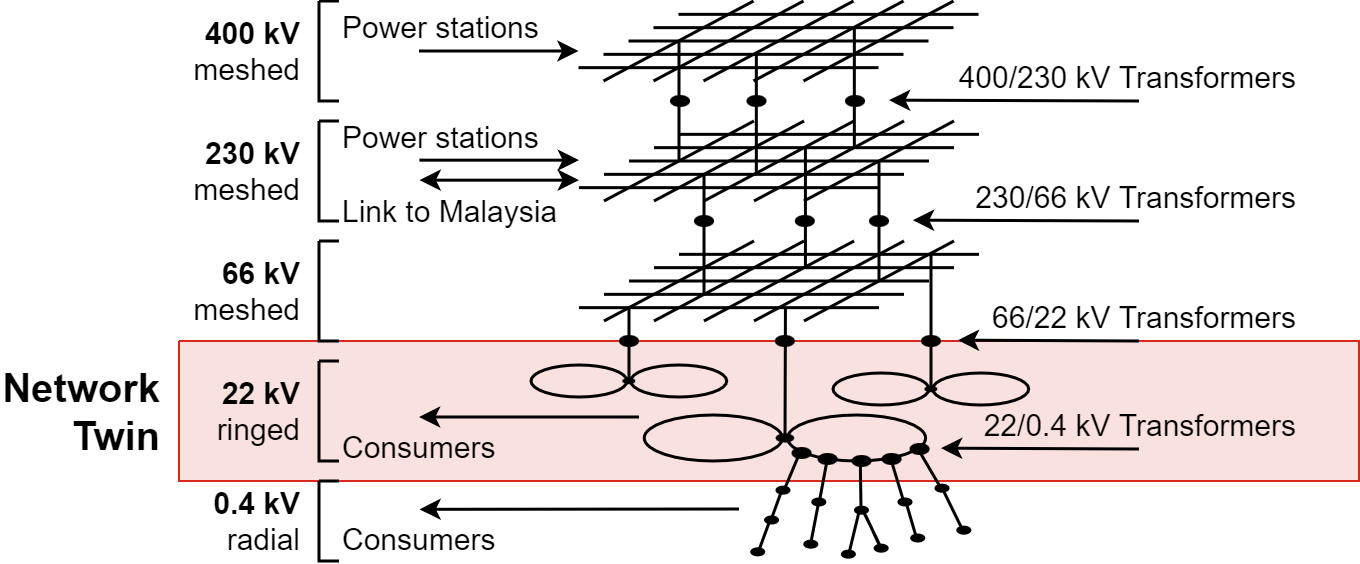 400 kV
meshed
Power stations
400/230 kV Transformers
230 kV
meshed
Power stations
Link to Malaysia
230/66 kV Transformers
66 kV
meshed
66/22 kV Transformers
Network
Twin
22 kV
ringed
Consumers
22/0.4 kV Transformers
0.4 kV
radial
Consumers